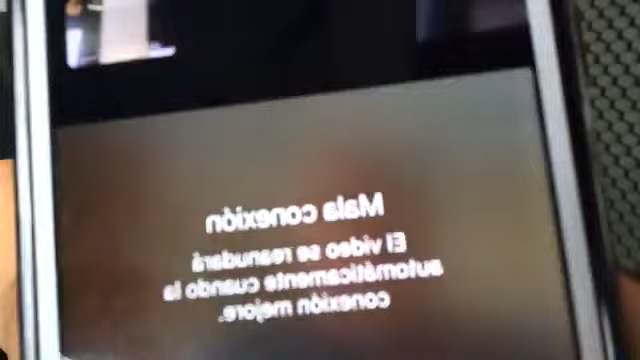 Mala conexión
El video se reanudará
automáticamente cuando la
conexión mejore.